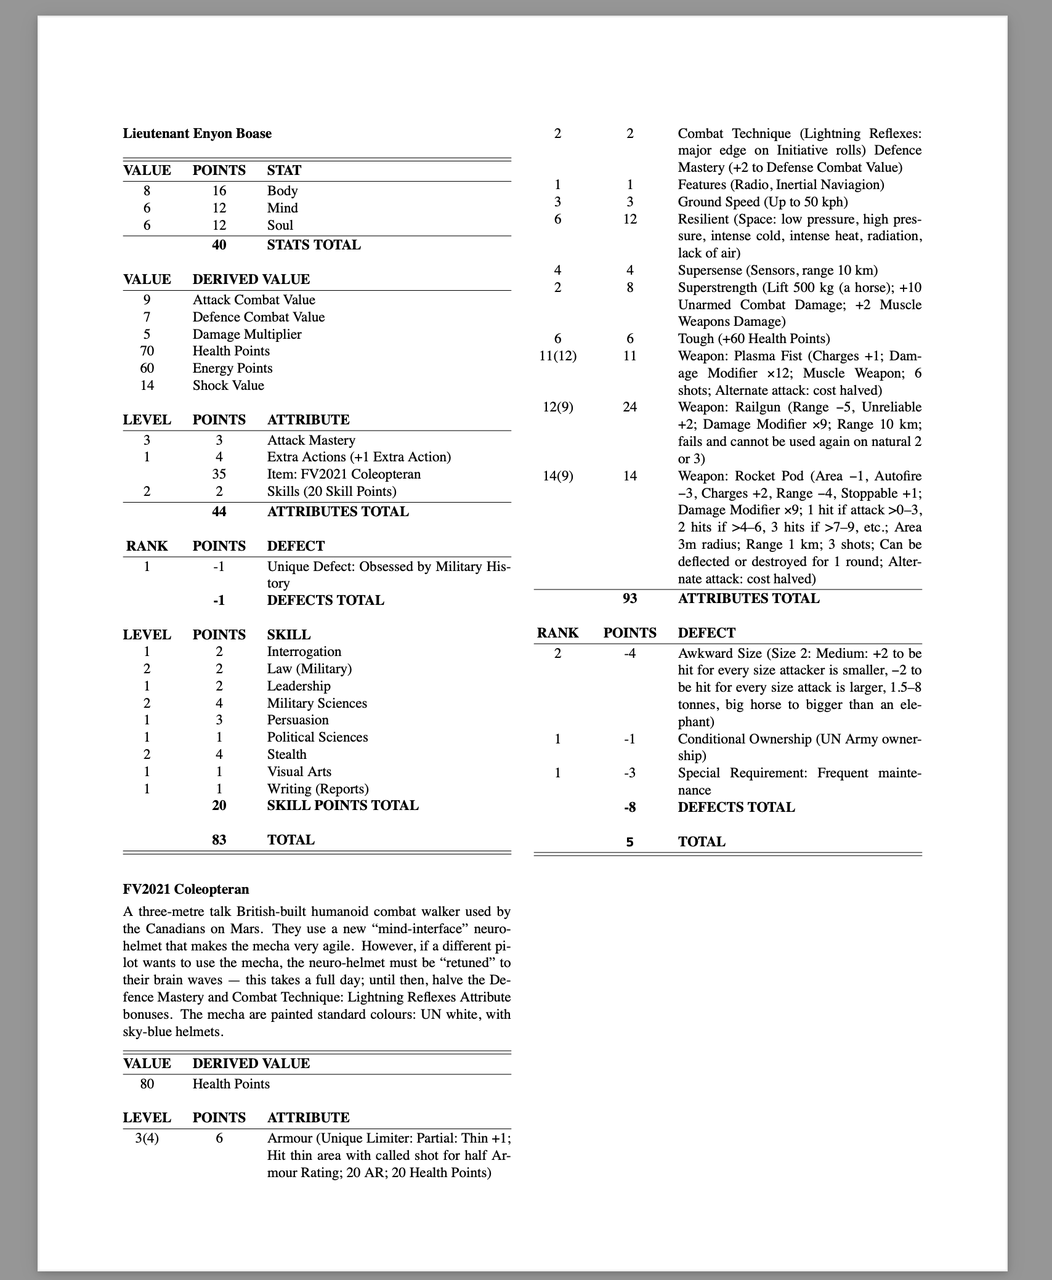 Lieutenant Enyon Boase
VALUE POINTS STAT
8 16 Body
6 12 Mind
6 12 Soul
40 STATS TOTAL
VALUE DERIVED VALUE
9 Attack Combat Value
7 Defence Combat Value
5 Damage Multiplier
70 Health Points
60 Energy Points
14 Shock Value
LEVEL POINTS ATTRIBUTE
3 3 Attack Mastery
1 4 Extra Actions (+1 Extra Action)
35 Item: FV2021 Coleopteran
2 2 Skills (20 Skill Points)
44 ATTRIBUTES TOTAL
RANK POINTS DEFECT
1 -1 Unique Defect: Obsessed by Military His-
tory
-1 DEFECTS TOTAL
LEVEL POINTS SKILL
1 2 Interrogation
2 2 Law (Military)
1 2 Leadership
2 4 Military Sciences
1 3 Persuasion
1 1 Political Sciences
2 4 Stealth
1 1 Visual Arts
1 1 Writing (Reports)
20 SKILL POINTS TOTAL
83 TOTAL
FV2021 Coleopteran
A three-metre talk British-built humanoid combat walker used by
the Canadians on Mars. They use a new “mind-interface” neuro-
helmet that makes the mecha very agile. However, if a different pi-
lot wants to use the mecha, the neuro-helmet must be “retuned” to
their brain waves — this takes a full day; until then, halve the De-
fence Mastery and Combat Technique: Lightning Reflexes Attribute
bonuses. The mecha are painted standard colours: UN white, with
sky-blue helmets.
VALUE DERIVED VALUE
80 Health Points
LEVEL POINTS ATTRIBUTE
3(4) 6 Armour (Unique Limiter: Partial: Thin +1;
Hit thin area with called shot for half Ar-
mour Rating; 20 AR; 20 Health Points)
2 2 Combat Technique (Lightning Reflexes:
major edge on Initiative rolls) Defence
Mastery (+2 to Defense Combat Value)
1 1 Features (Radio, Inertial Naviagion)
3 3 Ground Speed (Up to 50 kph)
6 12 Resilient (Space: low pressure, high pres-
sure, intense cold, intense heat, radiation,
lack of air)
4 4 Supersense (Sensors, range 10 km)
2 8 Superstrength (Lift 500 kg (a horse); +10
Unarmed Combat Damage; +2 Muscle
Weapons Damage)
6 6 Tough (+60 Health Points)
11(12) 11 Weapon: Plasma Fist (Charges +1; Dam-
age Modifier ×12; Muscle Weapon; 6
shots; Alternate attack: cost halved)
12(9) 24 Weapon: Railgun (Range −5, Unreliable
+2; Damage Modifier ×9; Range 10 km;
fails and cannot be used again on natural 2
or 3)
14(9) 14 Weapon: Rocket Pod (Area −1, Autofire
−3, Charges +2, Range −4, Stoppable +1;
Damage Modifier ×9; 1 hit if attack >0–3,
2 hits if >4–6, 3 hits if >7–9, etc.; Area
3m radius; Range 1 km; 3 shots; Can be
deflected or destroyed for 1 round; Alter-
nate attack: cost halved)
93 ATTRIBUTES TOTAL
RANK POINTS DEFECT
2 -4 Awkward Size (Size 2: Medium: +2 to be
hit for every size attacker is smaller, −2 to
be hit for every size attack is larger, 1.5–8
tonnes, big horse to bigger than an ele-
phant)
1 -1 Conditional Ownership (UN Army owner-
ship)
1 -3 Special Requirement: Frequent mainte-
nance
-8 DEFECTS TOTAL
5 TOTAL